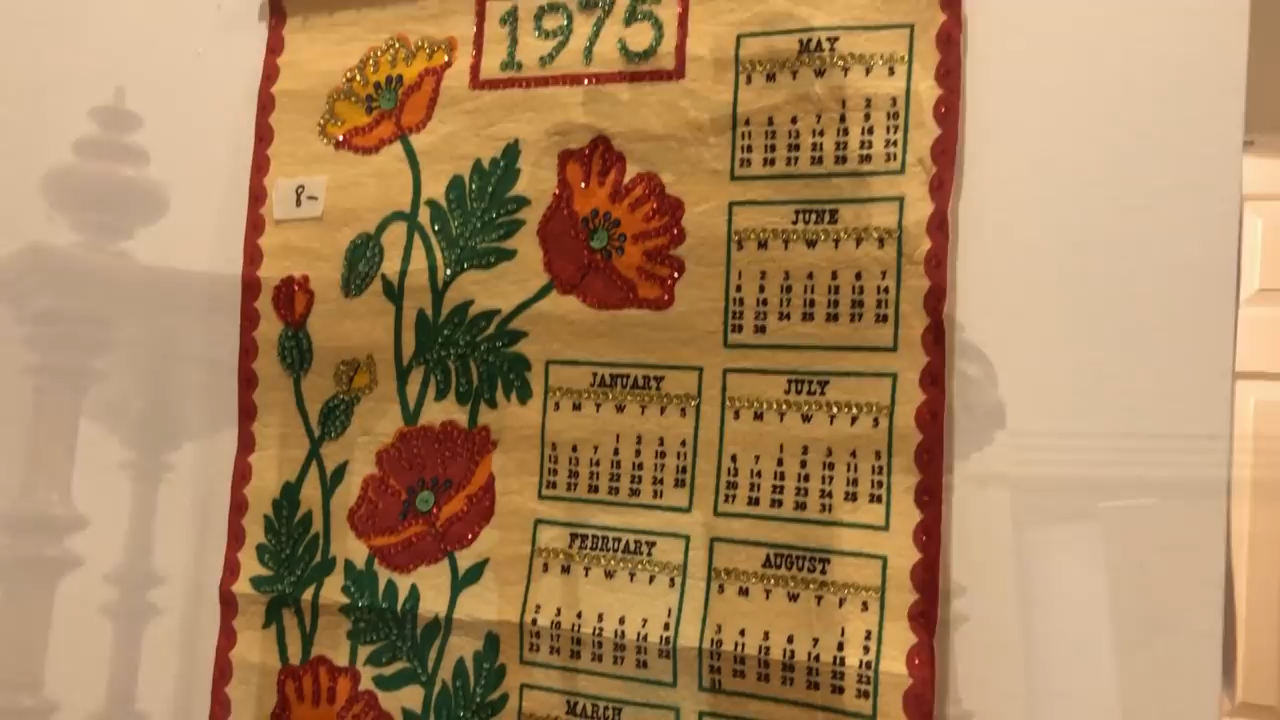 1975
8-
MAY
S M T W T F S
1 2 3
4 5 6 7 8 9 10
11 12 13 14 15 16 17
18 19 20 21 22 23 24
25 26 27 28 29 30 31
JUNE
S M T W T F S
1 2 3 4 5 6 7
8 9 10 11 12 13 14
15 16 17 18 19 20 21
22 23 24 25 26 27 28
29 30
JANUARY
S M T W T F S
1 2 3 4
5 6 7 8 9 10 11
12 13 14 15 16 17 18
19 20 21 22 23 24 25
26 27 28 29 30 31
JULY
S M T W T F S
1 2 3 4 5
6 7 8 9 10 11 12
13 14 15 16 17 18 19
20 21 22 23 24 25 26
27 28 29 30 31
FEBRUARY
S M T W T F S
1
2 3 4 5 6 7 8
9 10 11 12 13 14 15
16 17 18 19 20 21 22
23 24 25 26 27 28
AUGUST
S M T W T F S
1 2
3 4 5 6 7 8 9
10 11 12 13 14 15 16
17 18 19 20 21 22 23
24 25 26 27 28 29 30
31
MARCH